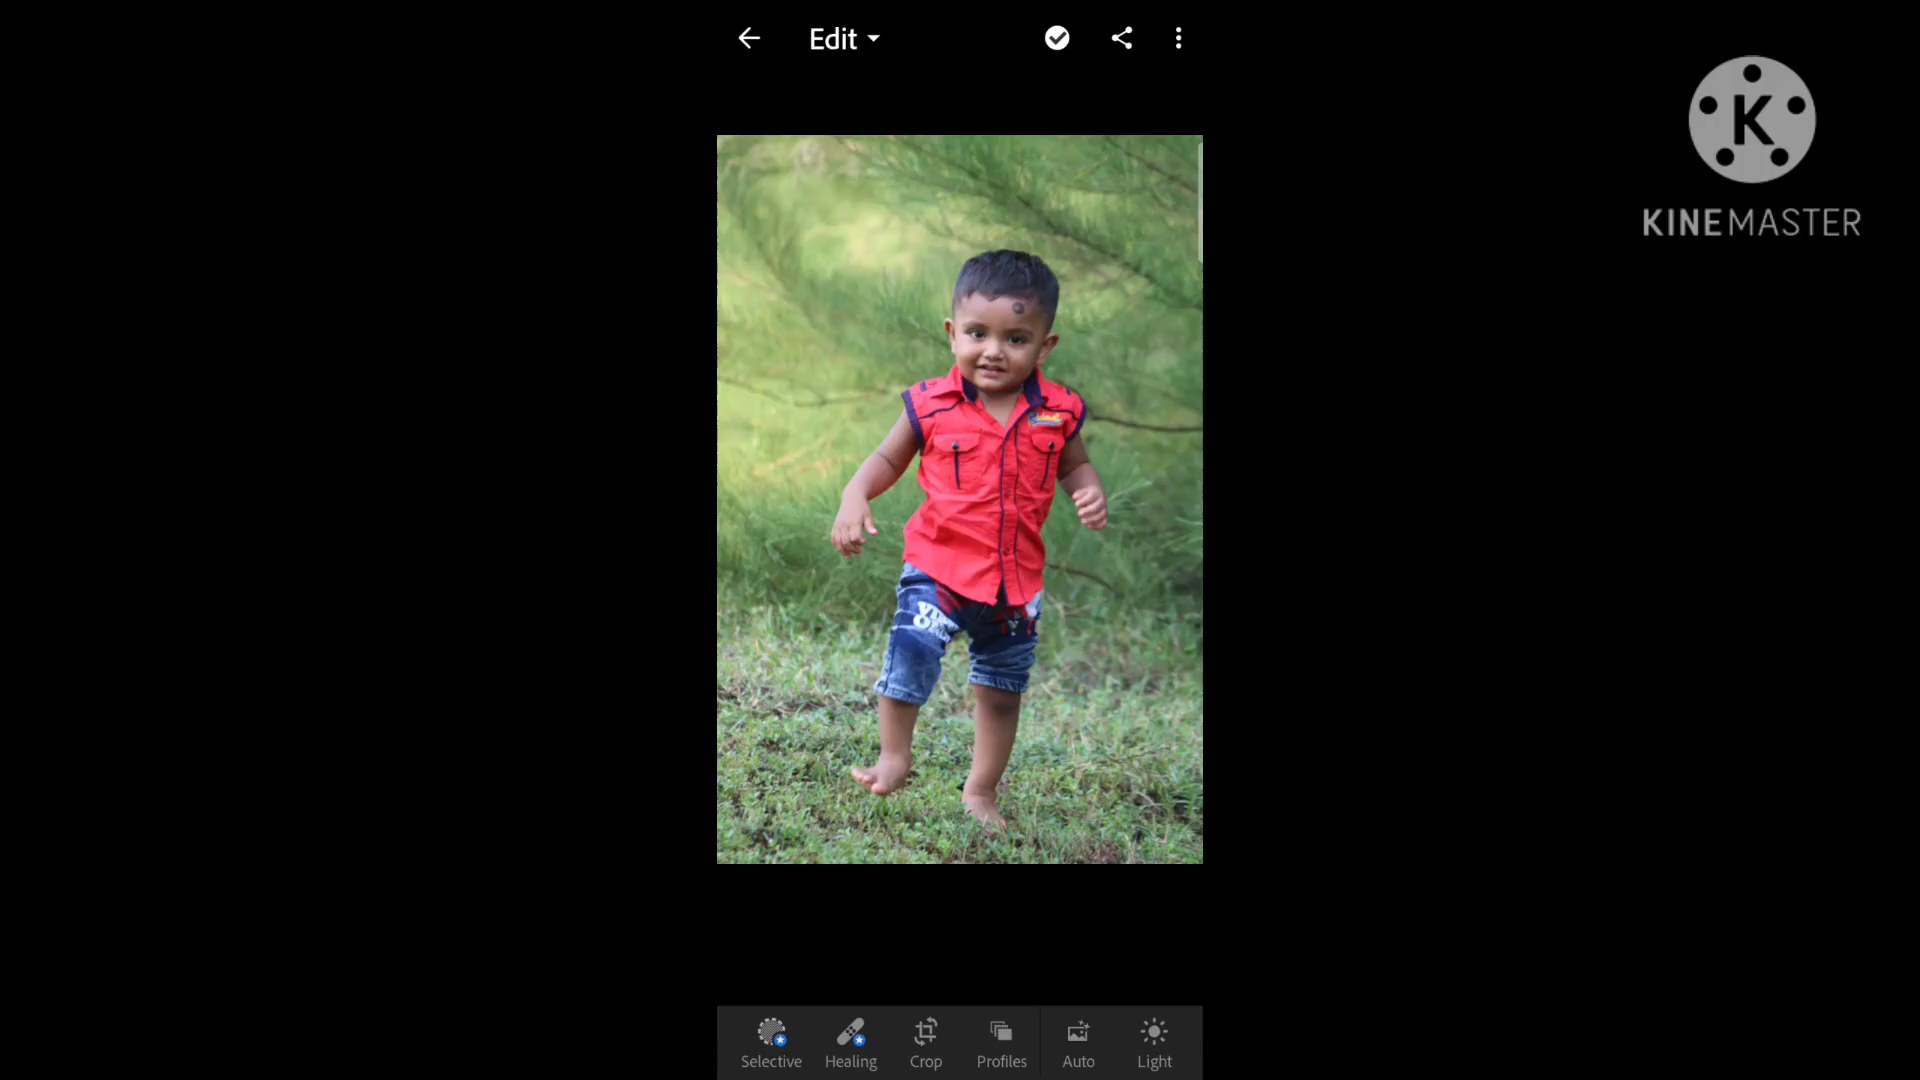 Edit
KINEMASTER
Selective
Healing
Crop
Profiles
Auto
Light